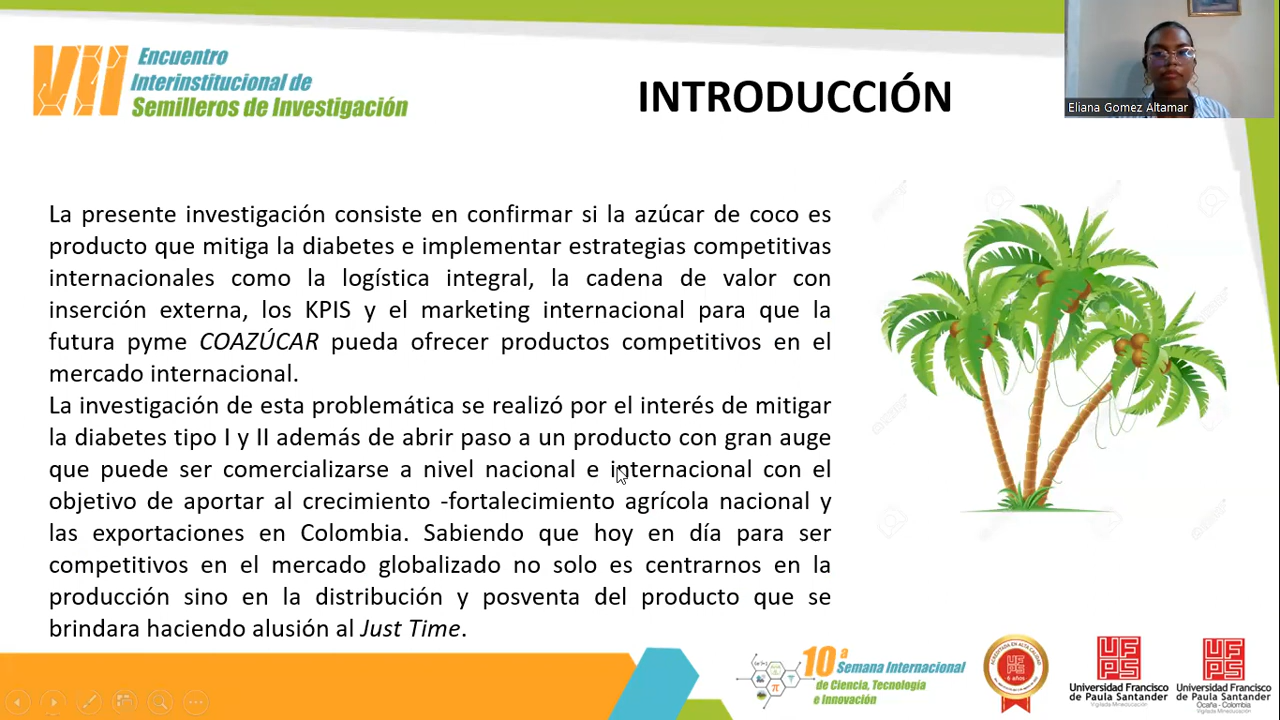 VII
Encuentro
Interinstitucional de
Semilleros de Investigación
INTRODUCCIÓN
Eliana Gomez Altamar
La presente investigación consiste en confirmar si la azúcar de coco es
producto que mitiga la diabetes e implementar estrategias competitivas
internacionales como la logística integral, la cadena de valor con
inserción externa, los KPIS y el marketing internacional para que la
futura pyme COAZÚCAR pueda ofrecer productos competitivos en el
mercado internacional.
La investigación de esta problemática se realizó por el interés de mitigar
la diabetes tipo I y II además de abrir paso a un producto con gran auge
que puede ser comercializarse a nivel nacional e internacional con el
objetivo de aportar al crecimiento -fortalecimiento agrícola nacional y
las exportaciones en Colombia. Sabiendo que hoy en día para ser
competitivos en el mercado globalizado no solo es centrarnos en la
producción sino en la distribución y posventa del producto que se
brindara haciendo alusión al Just Time.
10ª Semana Internacional
de Ciencia, Tecnología
e Innovación
UFPS
6 años
UFPS
Universidad Francisco
de Paula Santander
Vigilada Mineducación
UFPS
Universidad Francisco
de Paula Santander
Ocaña - Colombia
Vigilada Mineducación